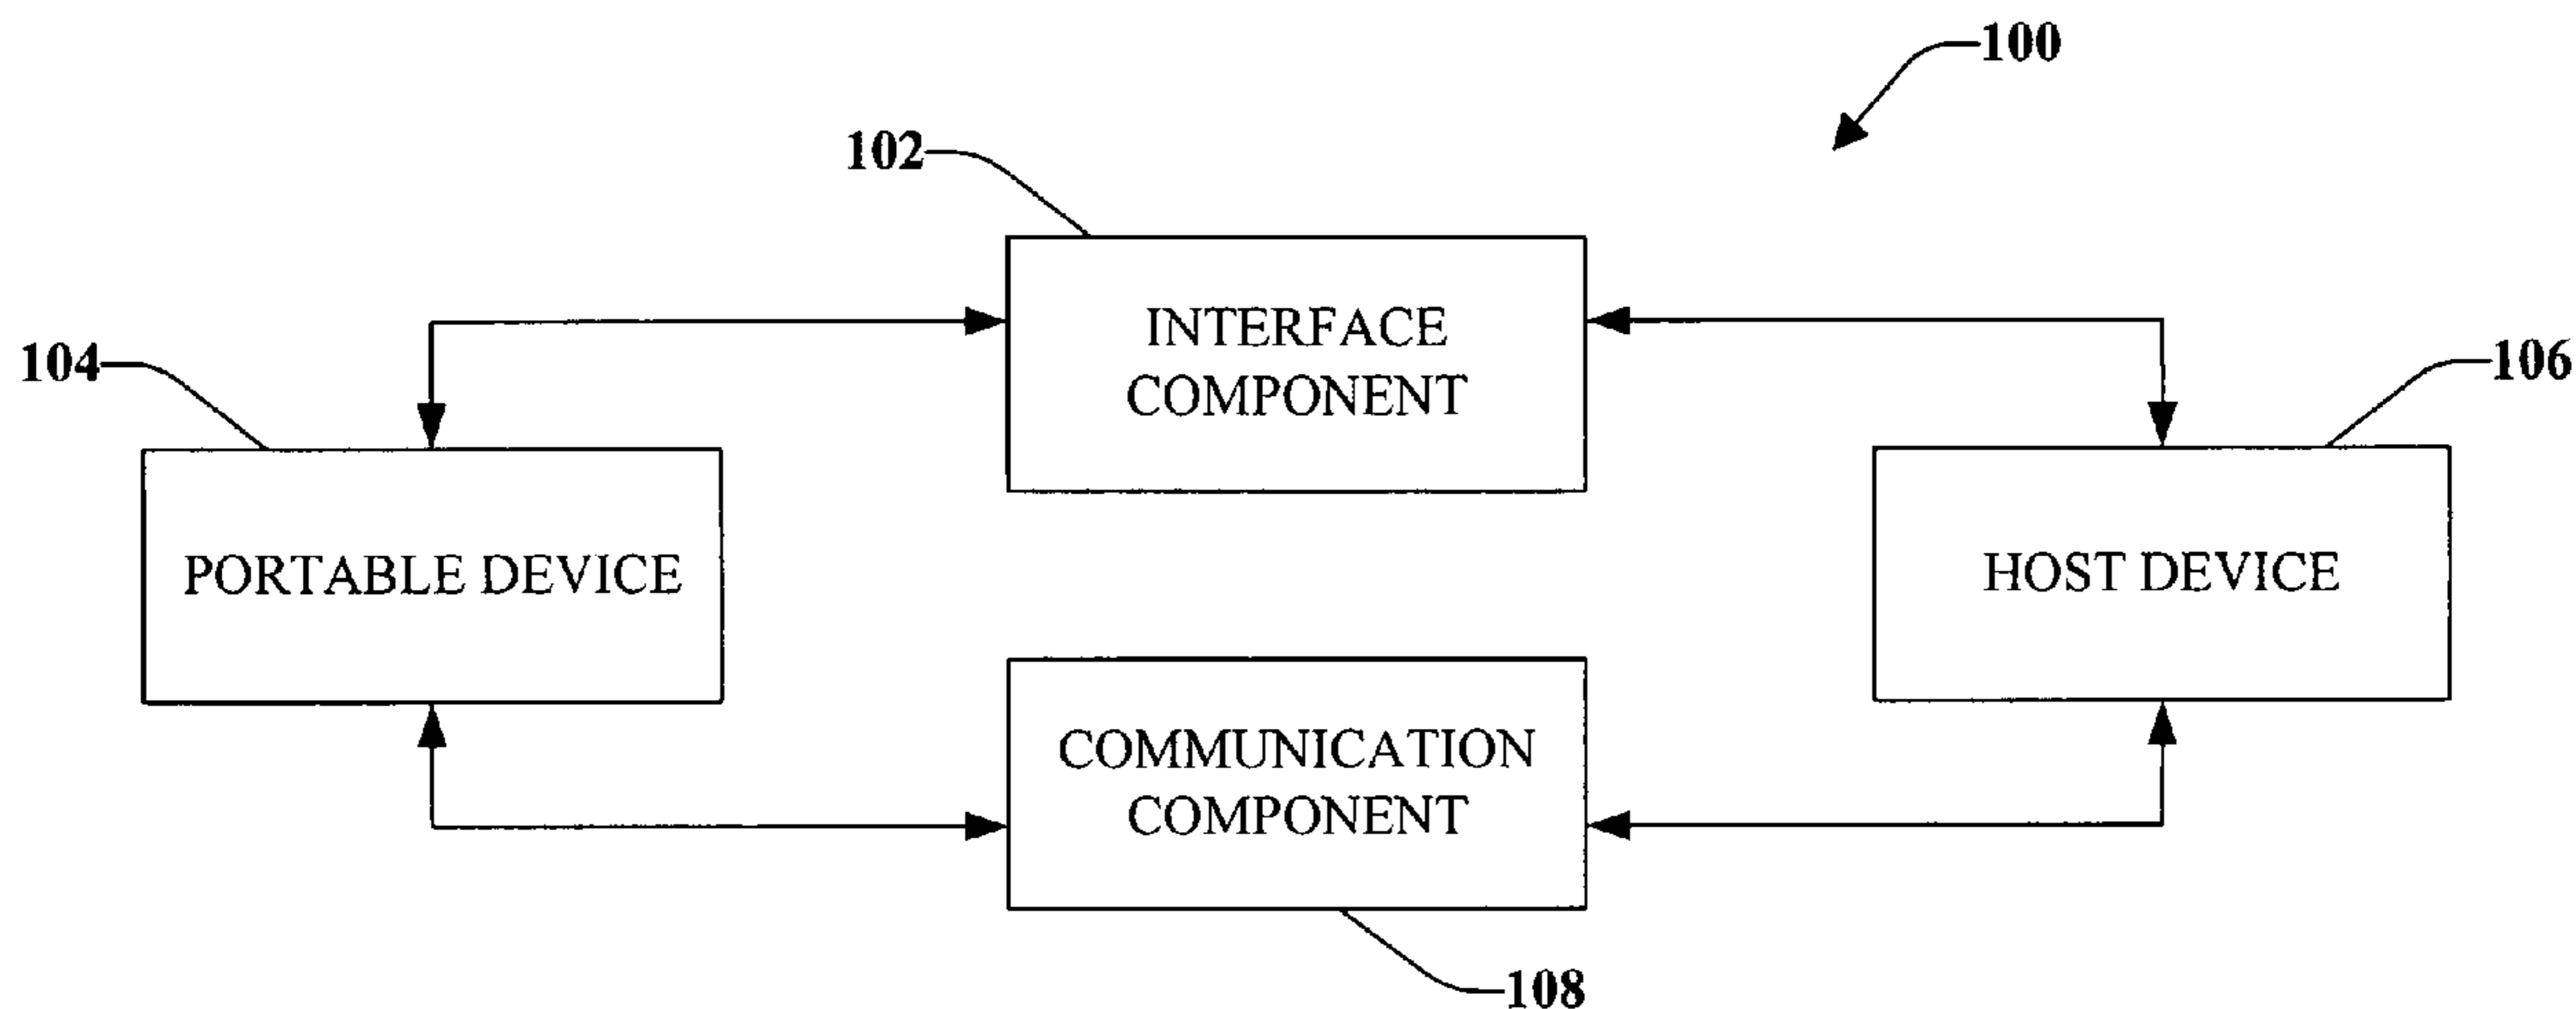 100
102
INTERFACE
COMPONENT
104
106
PORTABLE DEVICE
HOST DEVICE
COMMUNICATION
COMPONENT
108